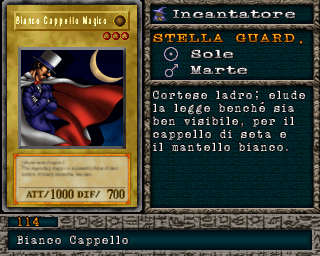 Bianco Cappello Magico
ATT/1000 DIF/ 700
Incantatore
STELLA GUARD.
Sole
Marte
Cortese ladro; elude
la legge benché sia
ben visibile, per il
cappello di seta e
il mantello bianco.
114
Bianco Cappello